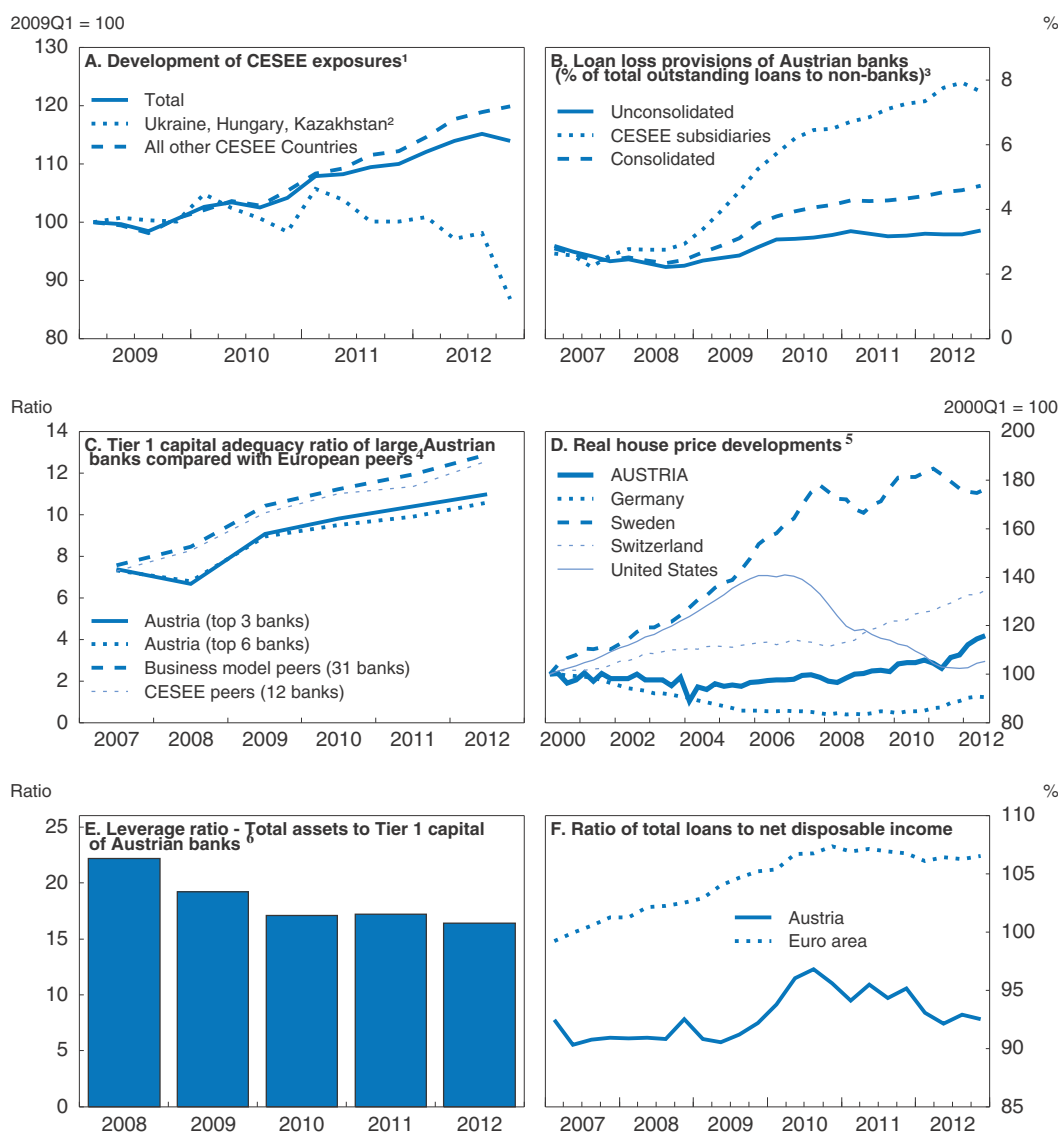 2009Q1 = 100
%
A. Development of CESEE exposures¹
Total
Ukraine, Hungary, Kazakhstan²
All other CESEE Countries
130
120
110
100
90
80
2009 2010 2011 2012
B. Loan loss provisions of Austrian banks
(% of total outstanding loans to non-banks)³
Unconsolidated
CESEE subsidiaries
Consolidated
8
6
4
2
0
2007 2008 2009 2010 2011 2012
Ratio
2000Q1 = 100
C. Tier 1 capital adequacy ratio of large Austrian
banks compared with European peers⁴
Austria (top 3 banks)
Austria (top 6 banks)
Business model peers (31 banks)
CESEE peers (12 banks)
14
12
10
8
6
4
2
0
2007 2008 2009 2010 2011 2012
D. Real house price developments⁵
AUSTRIA
Germany
Sweden
Switzerland
United States
200
180
160
140
120
100
80
2000 2002 2004 2006 2008 2010 2012
Ratio
%
E. Leverage ratio - Total assets to Tier 1 capital
of Austrian banks ⁶
25
20
15
10
5
0
2008 2009 2010 2011 2012
F. Ratio of total loans to net disposable income
Austria
Euro area
110
105
100
95
90
85
2007 2008 2009 2010 2011 2012